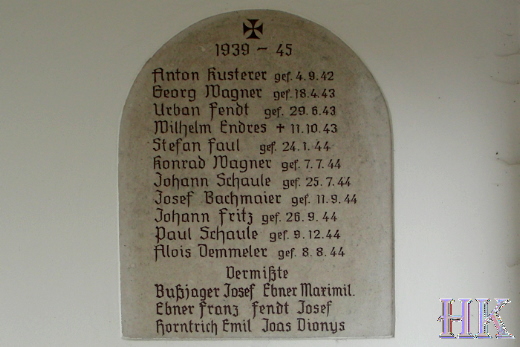 1939 - 45
Anton Kusterer gef. 4.9.42
Georg Wagner gef. 18.4.43
Urban Fendt gef. 29.6.43
Wilhelm Endres ✝ 11.10.43
Stefan Faul gef. 24.1.44
Konrad Wagner gef. 7.7.44
Johann Schaule gef. 25.7.44
Josef Bachmaier gef. 11.9.44
Johann Fritz gef. 26.9.44
Paul Schaule gef. 9.12.44
Alois Demmeler gef. 8.8.44
Vermißte
Bußjager Josef Ebner Maximil.
Ebner Franz Fendt Josef
Horntrich Emil Joas Dionys
HK